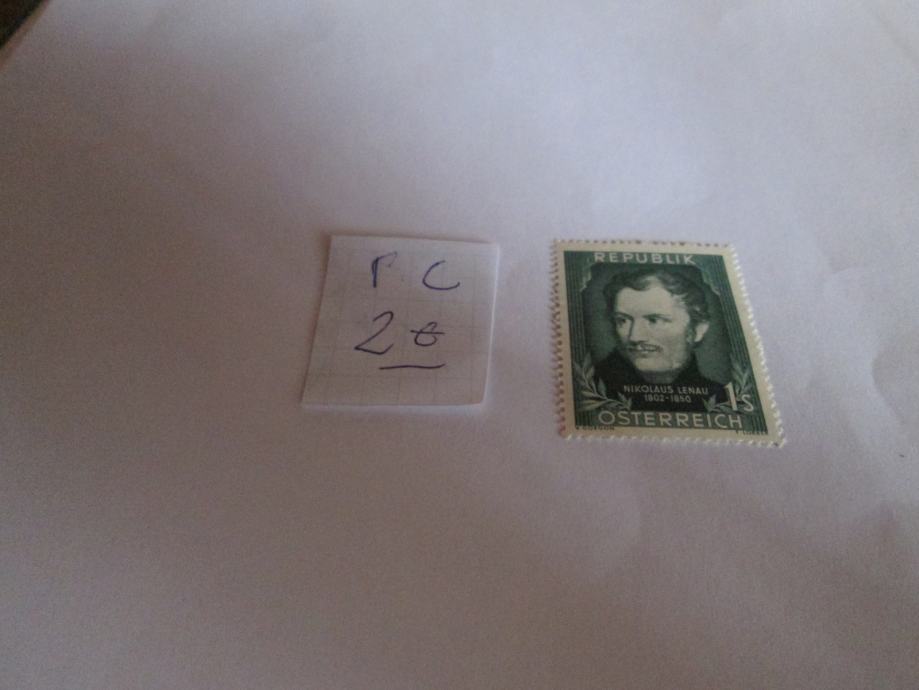 P. C
2 €
REPUBLIK
NIKOLAUS LENAU
1802-1850
1 S
ÖSTERREICH